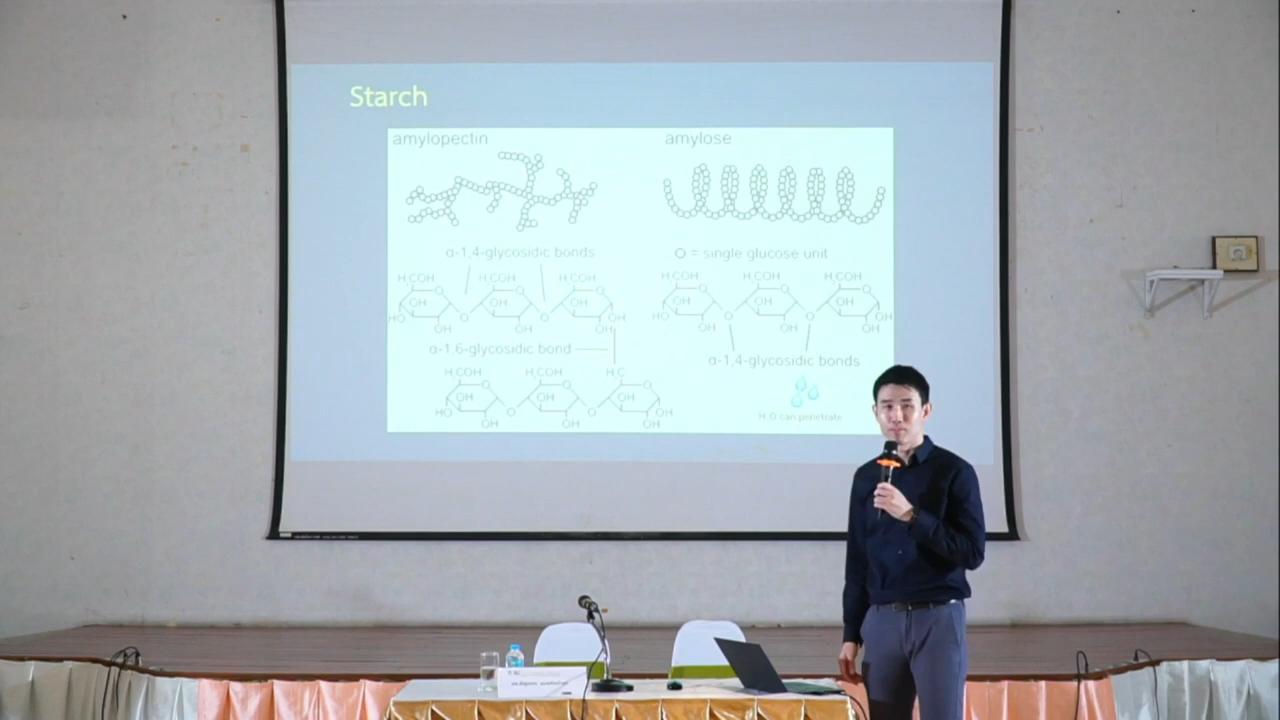 Starch
amylopectin
amylose
α-1,4-glycosidic bonds
O = single glucose unit
H₂COH H₂COH H₂COH
H₂COH H₂COH H₂COH
OH OH OH
OH OH OH
HO O O OH
HO O O OH
OH OH OH
OH OH OH
α-1,6-glycosidic bond
α-1,4-glycosidic bonds
H₂COH H₂COH H₂C
OH OH OH
HO O O OH
OH OH OH
H₂O can penetrate